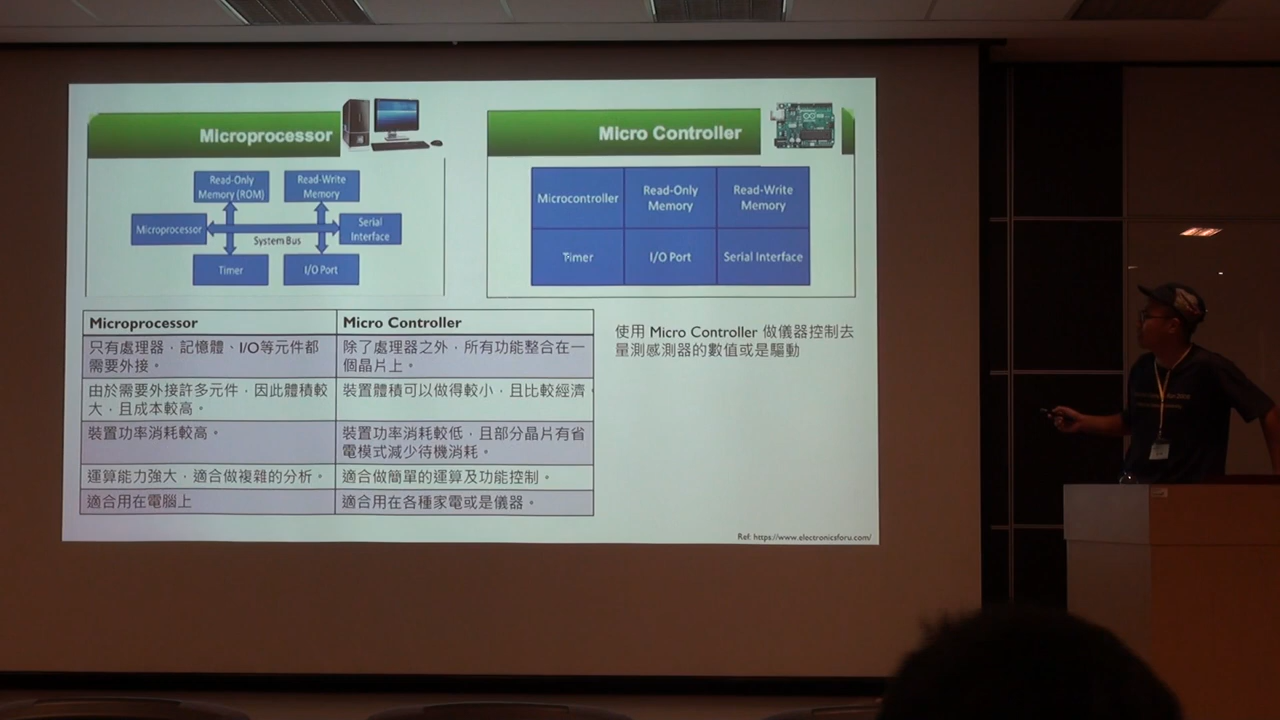 Microprocessor
Read-Only
Memory (ROM)
Read-Write
Memory
Microprocessor
Serial
Interface
System Bus
Timer
I/O Port
Micro Controller
Microcontroller
Read-Only
Memory
Read-Write
Memory
Timer
I/O Port
Serial Interface
Microprocessor
Micro Controller
只有處理器，記憶體、I/O等元件都
需要外接。
除了處理器之外，所有功能整合在一
個晶片上。
由於需要外接許多元件，因此體積較
大，且成本較高。
裝置體積可以做得較小，且比較經濟。
裝置功率消耗較高。
裝置功率消耗較低，且部分晶片有省
電模式減少待機消耗。
運算能力強大，適合做複雜的分析。
適合做簡單的運算及功能控制。
適合用在電腦上
適合用在各種家電或是儀器。
使用 Micro Controller 做儀器控制去
量測感測器的數值或是驅動
Ref: https://www.electronicsforu.com/